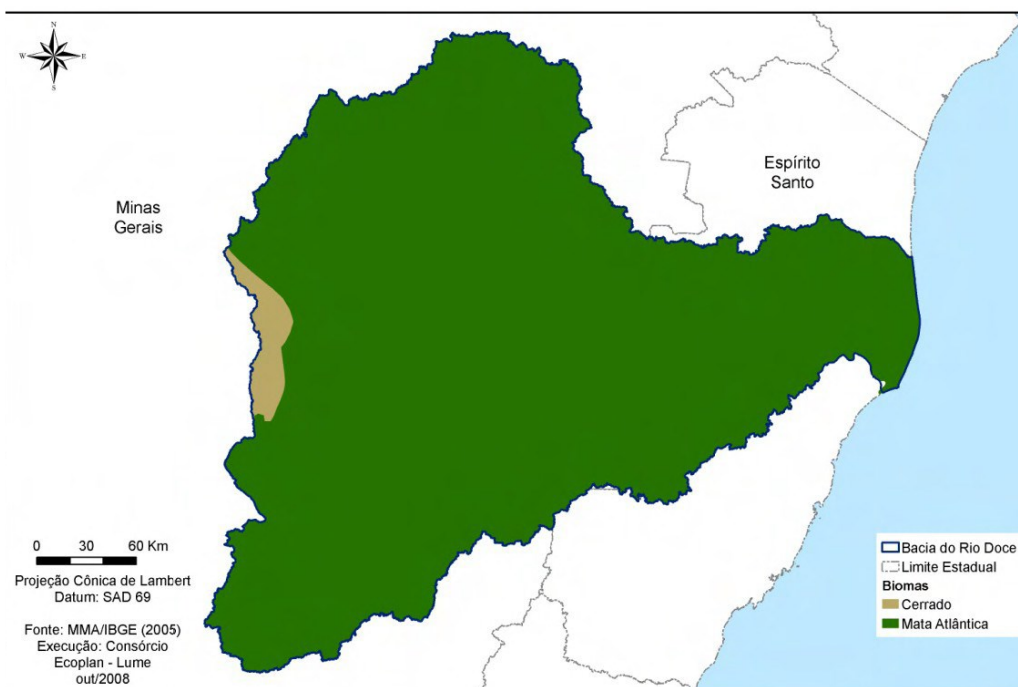 N
W E
S
Espírito
Santo
Minas
Gerais
0 30 60 Km
Projeção Cônica de Lambert
Datum: SAD 69
Fonte: MMA/IBGE (2005)
Execução: Consórcio
Ecoplan - Lume
out/2008
Bacia do Rio Doce
Limite Estadual
Biomas
Cerrado
Mata Atlântica